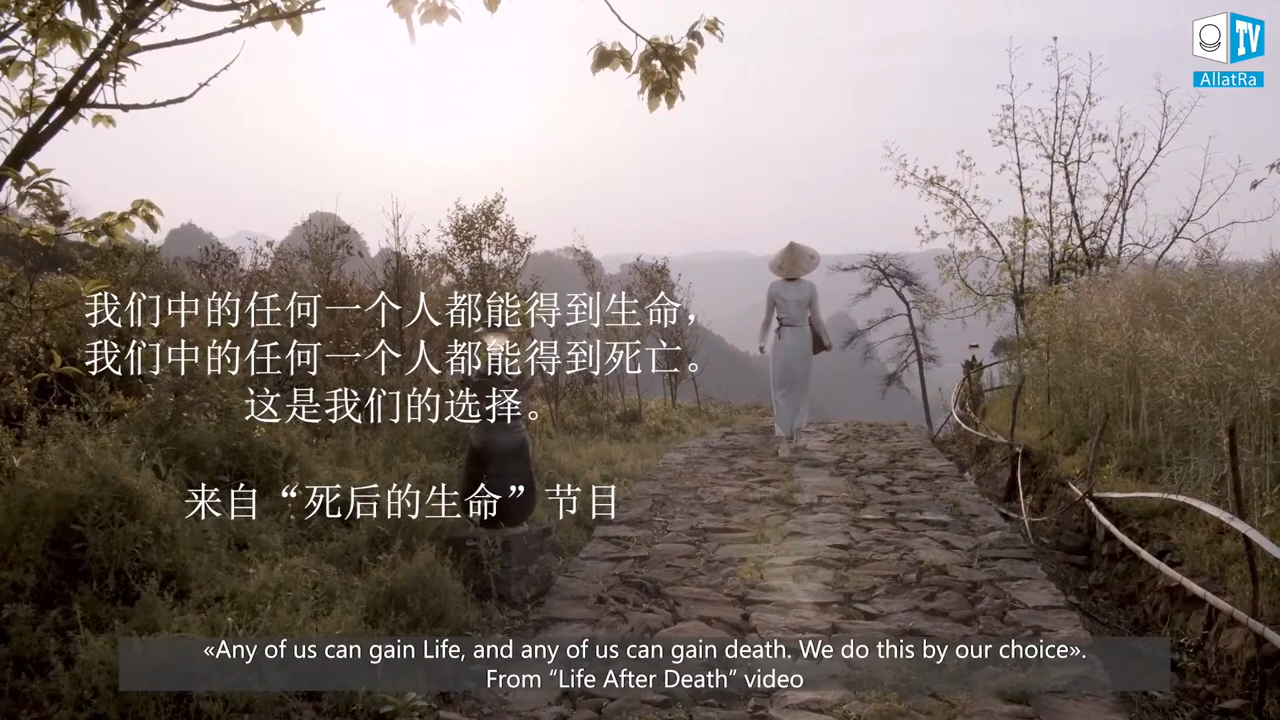 TV
AllatRa
我们中的任何一个人都能得到生命，
我们中的任何一个人都能得到死亡。
这是我们的选择。
来自“死后的生命”节目
«Any of us can gain Life, and any of us can gain death. We do this by our choice».
From “Life After Death” video